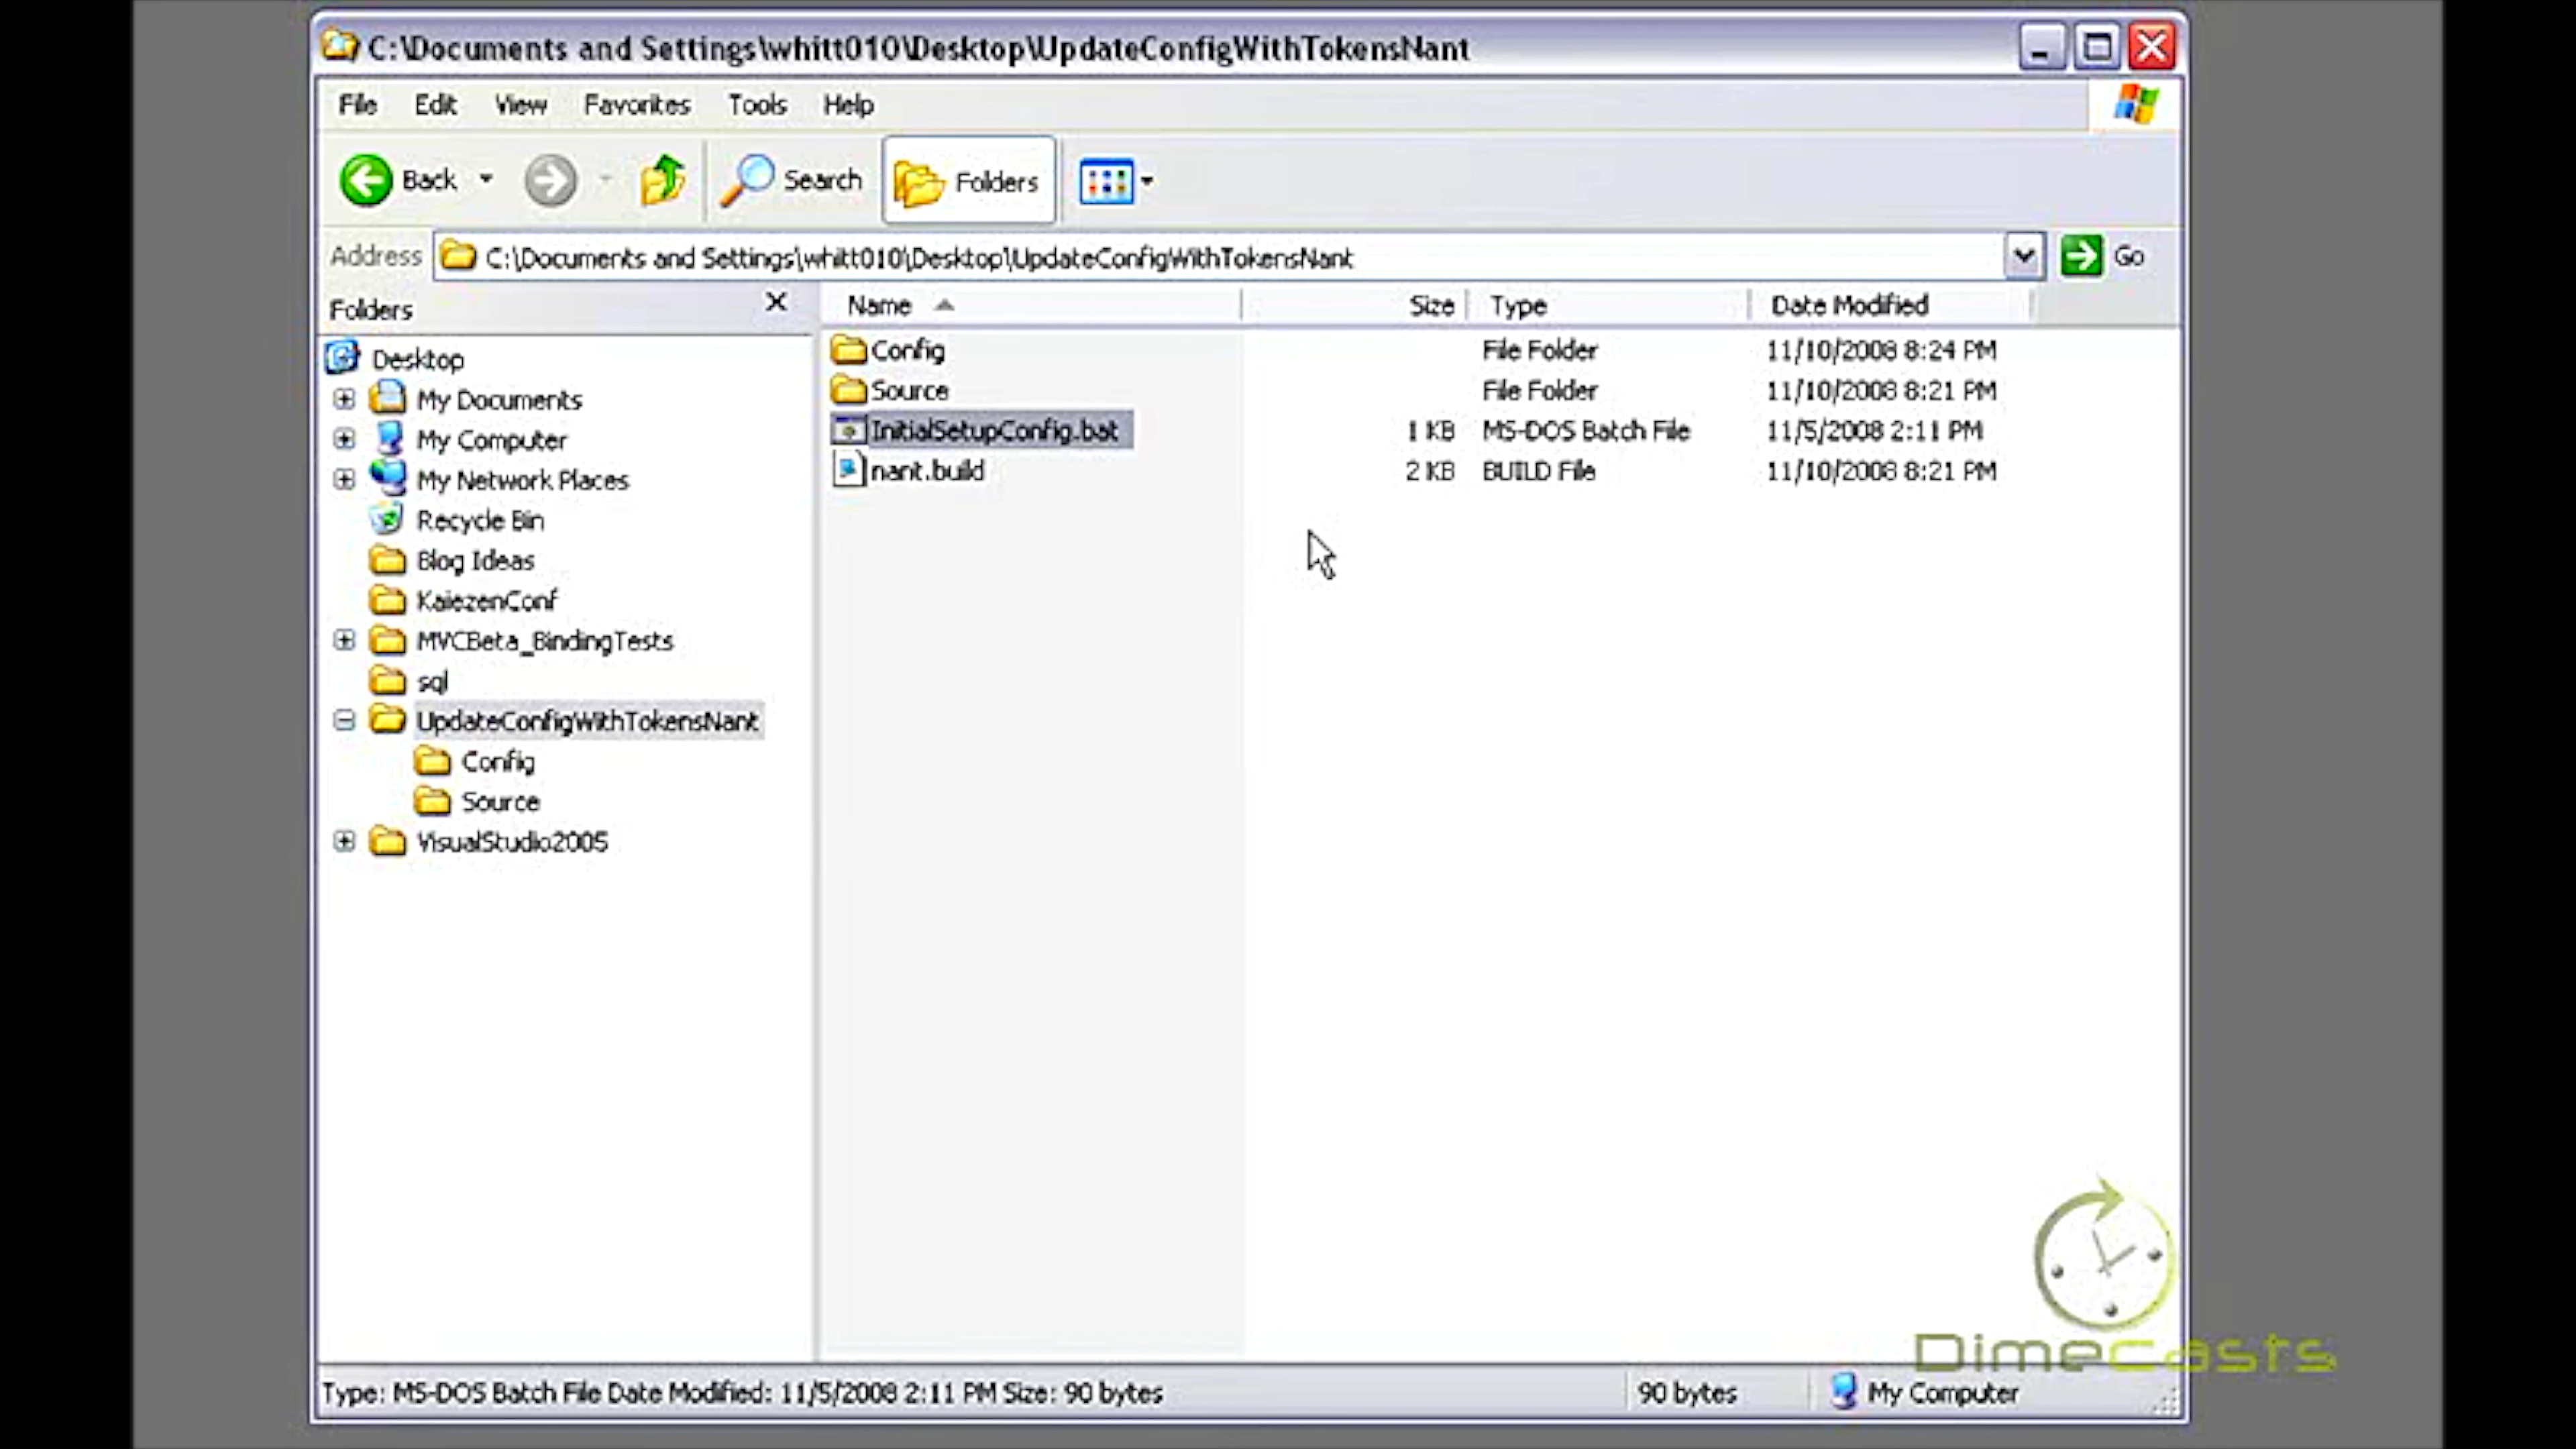 C:\Documents and Settings\whitt010\Desktop\UpdateConfigWithTokensNant
File Edit View Favorites Tools Help
Back Search Folders
Address C:\Documents and Settings\whitt010\Desktop\UpdateConfigWithTokensNant Go
Folders
Desktop
My Documents
My Computer
My Network Places
Recycle Bin
Blog Ideas
KaiezenConf
MVCBeta_BindingTests
sql
UpdateConfigWithTokensNant
Config
Source
VisualStudio2005
Name Size Type Date Modified
Config File Folder 11/10/2008 8:24 PM
Source File Folder 11/10/2008 8:21 PM
InitialSetupConfig.bat 1 KB MS-DOS Batch File 11/5/2008 2:11 PM
nant.build 2 KB BUILD File 11/10/2008 8:21 PM
Dimecasts
Type: MS-DOS Batch File Date Modified: 11/5/2008 2:11 PM Size: 90 bytes 90 bytes My Computer